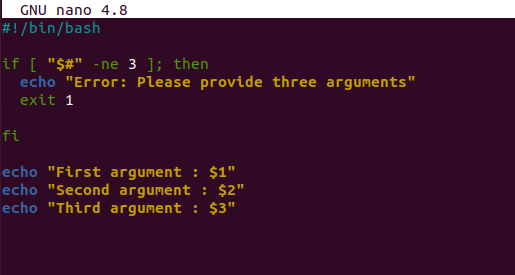 GNU nano 4.8
#!/bin/bash
if [ "$#" -ne 3 ]; then
echo "Error: Please provide three arguments"
exit 1
fi
echo "First argument : $1"
echo "Second argument : $2"
echo "Third argument : $3"